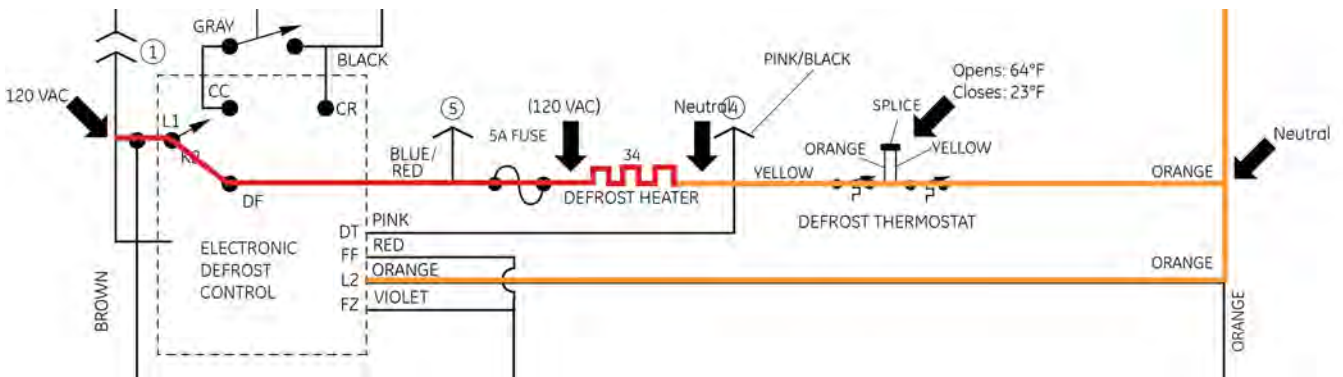 GRAY
1
BLACK
PINK/BLACK
Opens: 64°F
Closes: 23°F
120 VAC
CC
CR
5
(120 VAC)
Neutral
4
SPLICE
L1
5A FUSE
Neutral
K2
BLUE/
RED
34
ORANGE
YELLOW
YELLOW
ORANGE
DF
DEFROST HEATER
DEFROST THERMOSTAT
DT
PINK
ELECTRONIC
DEFROST
CONTROL
FF
RED
L2
ORANGE
ORANGE
FZ
VIOLET
BROWN
ORANGE